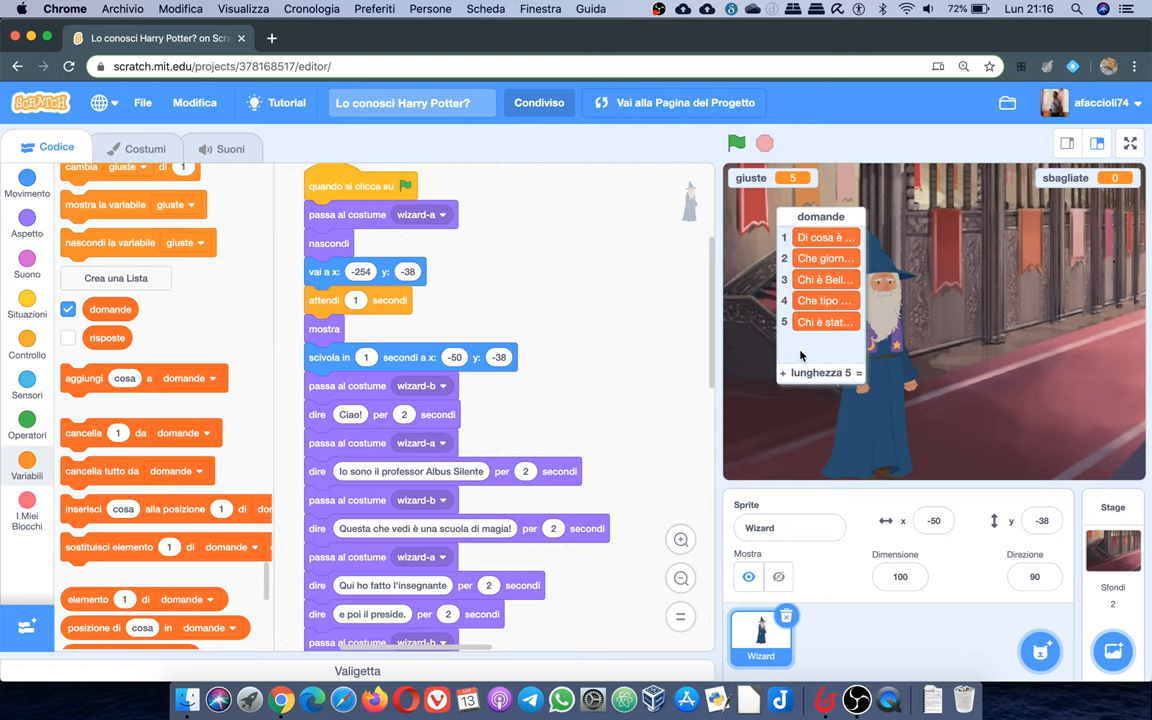 Chrome Archivio Modifica Visualizza Cronologia Preferiti Persone Scheda Finestra Guida 72% Lun 21:16
Lo conosci Harry Potter? on Scra
scratch.mit.edu/projects/378168517/editor/
SCRATCH File Modifica Tutorial Lo conosci Harry Potter? Condiviso Vai alla Pagina del Progetto afaccioli74
Codice Costumi Suoni
Movimento
Aspetto
Suono
Situazioni
Controllo
Sensori
Operatori
Variabili
I Miei
Blocchi
cambia giuste di 1
mostra la variabile giuste
nascondi la variabile giuste
Crea una Lista
domande
risposte
aggiungi cosa a domande
cancella 1 da domande
cancella tutto da domande
inserisci cosa alla posizione 1 di dom
sostituisci elemento 1 di domande
elemento 1 di domande
posizione di cosa in domande
quando si clicca su
passa al costume wizard-a
nascondi
vai a x: -254 y: -38
attendi 1 secondi
mostra
scivola in 1 secondi a x: -50 y: -38
passa al costume wizard-b
dire Ciao! per 2 secondi
passa al costume wizard-a
dire Io sono il professor Albus Silente per 2 secondi
passa al costume wizard-b
dire Questa che vedi è una scuola di magia! per 2 secondi
passa al costume wizard-a
dire Qui ho fatto l'insegnante per 2 secondi
dire e poi il preside. per 2 secondi
passa al costume wizard-b
Valigetta
giuste 5
sbagliate 0
domande
1 Di cosa è ...
2 Che giorn...
3 Chi è Bell...
4 Che tipo ...
5 Chi è stat...
+ lunghezza 5 =
Sprite
Wizard
x -50
y -38
Mostra
Dimensione
100
Direzione
90
Wizard
Stage
Sfondi
2
APR
13